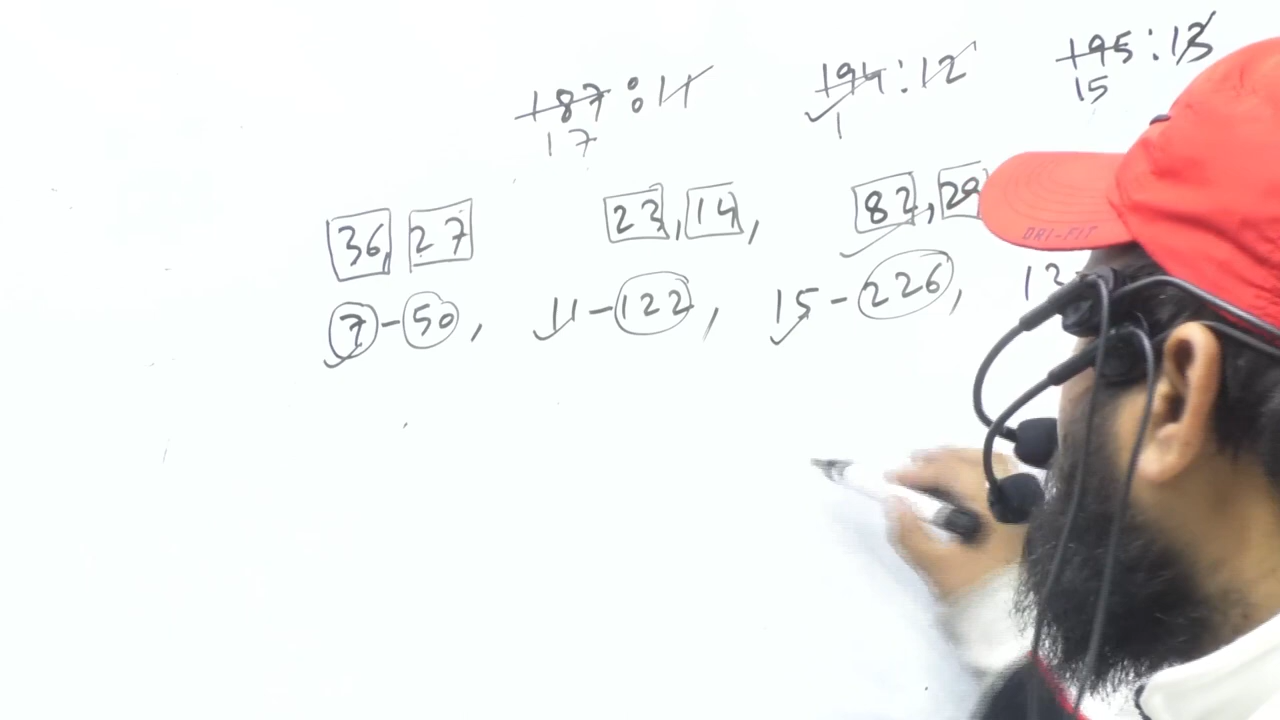 187:11 194:12 195:13
17 1 15
36, 27 23, 14, 82, 29
7-50, 11-122, 15-226, 12
DRI-FIT